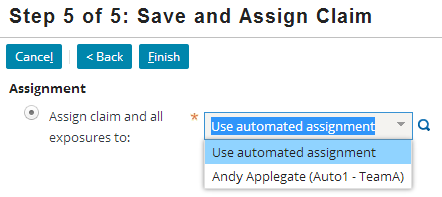 Step 5 of 5: Save and Assign Claim
Cancel < Back Finish
Assignment
Assign claim and all exposures to:
* Use automated assignment
Use automated assignment
Andy Applegate (Auto1 - TeamA)